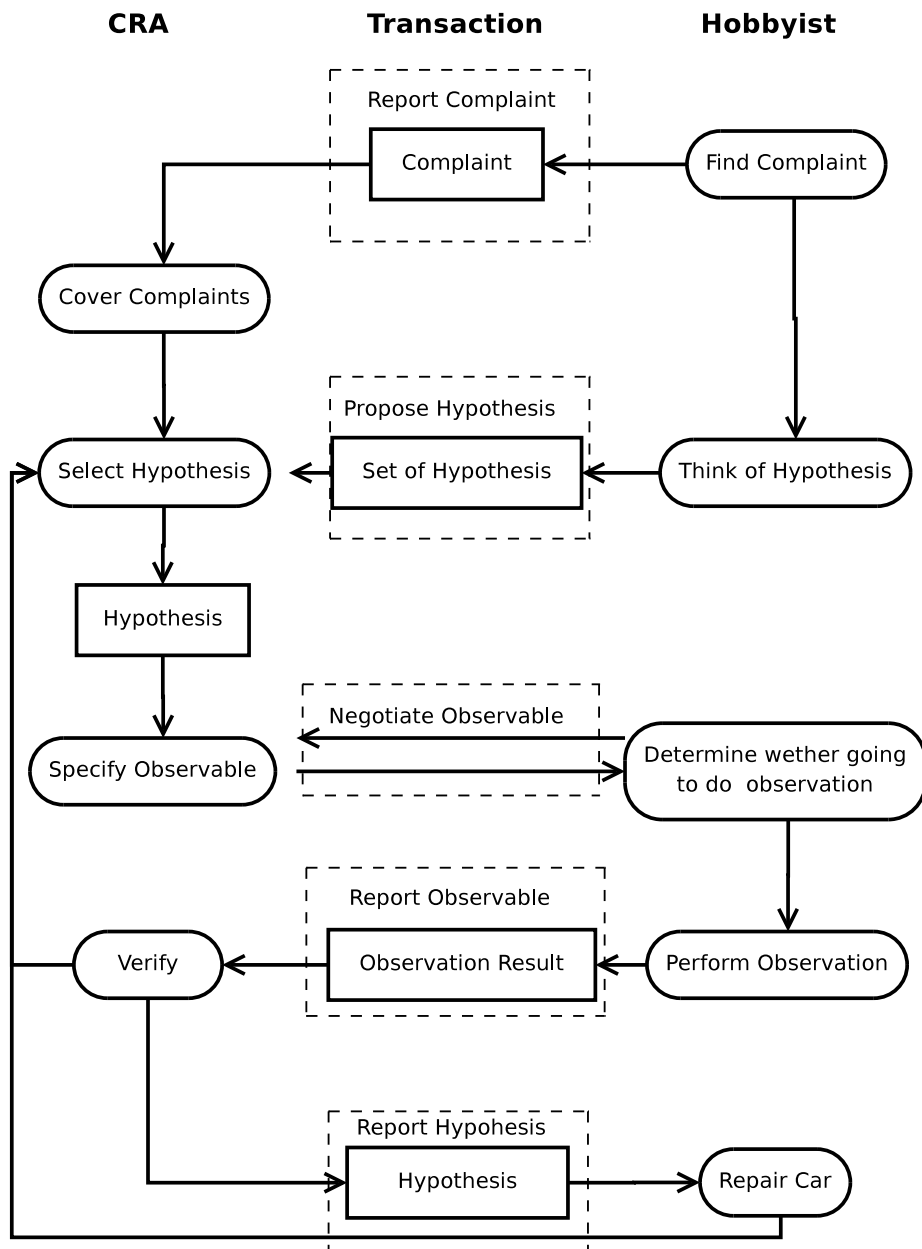 CRA Transaction Hobbyist
Report Complaint
Complaint
Find Complaint
Cover Complaints
Propose Hypothesis
Select Hypothesis
Set of Hypothesis
Think of Hypothesis
Hypothesis
Negotiate Observable
Specify Observable
Determine wether going
to do observation
Report Observable
Verify
Observation Result
Perform Observation
Report Hypohesis
Hypothesis
Repair Car